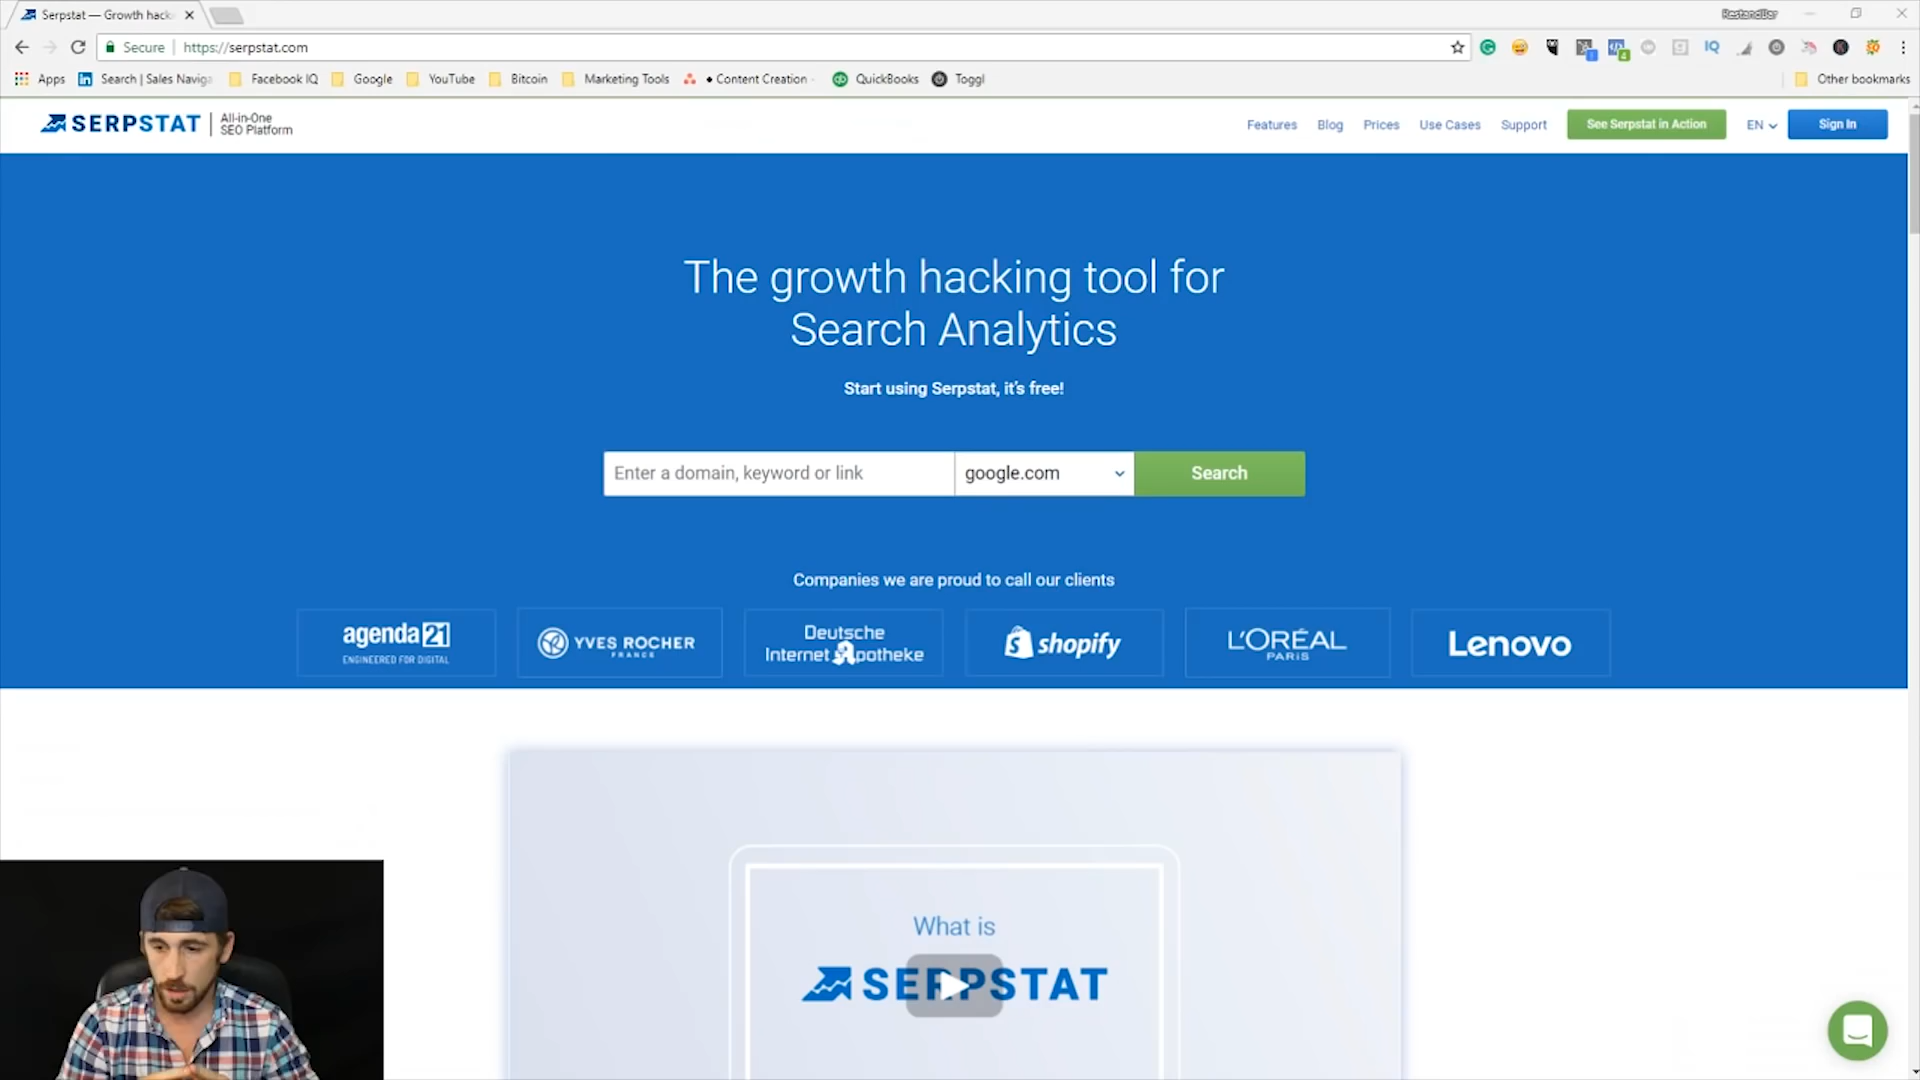 Serpstat — Growth hack
Secure
https://serpstat.com
Apps
Search | Sales Naviga
Facebook IQ
Google
YouTube
Bitcoin
Marketing Tools
• Content Creation
QuickBooks
Toggl
Other bookmarks
SERPSTAT
All-in-One
SEO Platform
Features
Blog
Prices
Use Cases
Support
See Serpstat in Action
EN
Sign In
The growth hacking tool for
Search Analytics
Start using Serpstat, it's free!
Enter a domain, keyword or link
google.com
Search
Companies we are proud to call our clients
agenda21
ENGINEERED FOR DIGITAL
YVES ROCHER
FRANCE
Deutsche
Internet Apotheke
shopify
L'ORÉAL
PARIS
Lenovo
What is
SERPSTAT